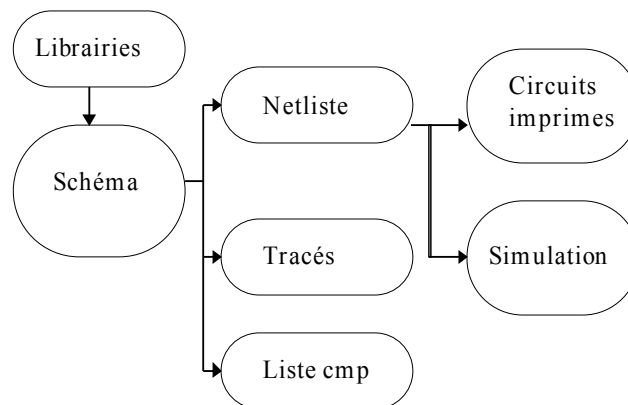 Librairies
Schéma
Netliste
Tracés
Liste cmp
Circuits
imprimes
Simulation